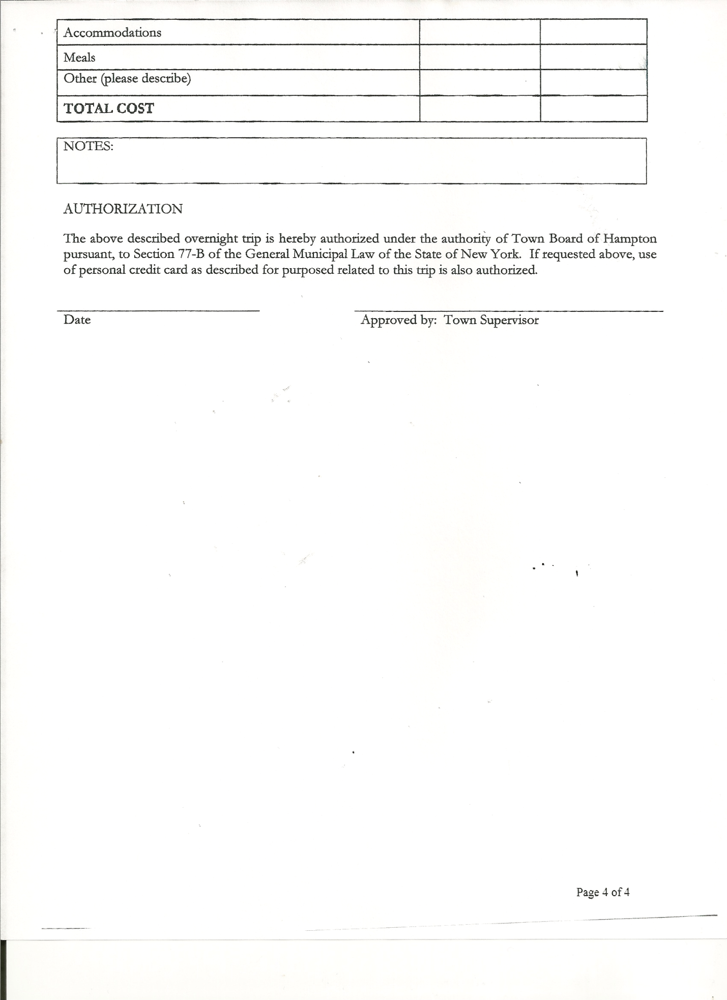 Accommodations
Meals
Other (please describe)
TOTAL COST
NOTES:
AUTHORIZATION
The above described overnight trip is hereby authorized under the authority of Town Board of Hampton
pursuant, to Section 77-B of the General Municipal Law of the State of New York. If requested above, use
of personal credit card as described for purposed related to this trip is also authorized.
Date
Approved by: Town Supervisor
Page 4 of 4